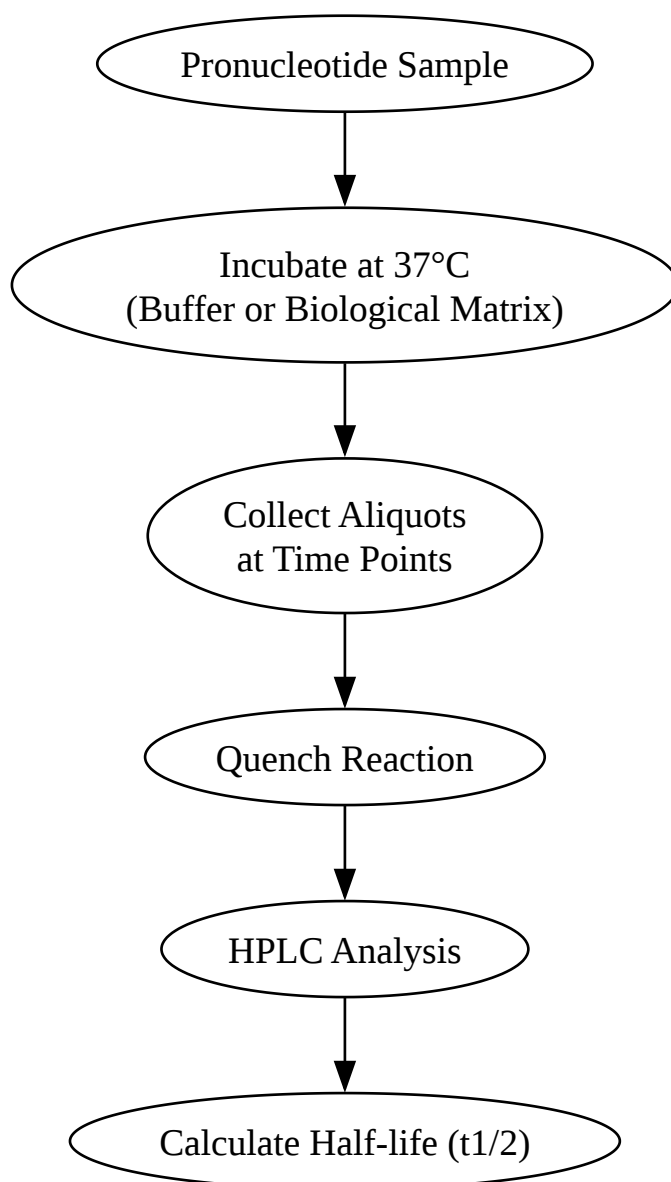 Pronucleotide Sample
Incubate at 37°C
(Buffer or Biological Matrix)
Collect Aliquots
at Time Points
Quench Reaction
HPLC Analysis
Calculate Half-life (t1/2)